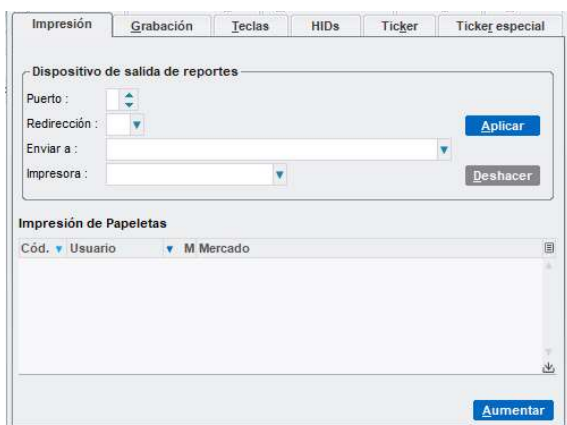 Impresión Grabación Teclas HIDs Ticker Ticker especial
Dispositivo de salida de reportes
Puerto :
Redirección :
Aplicar
Enviar a :
Impresora :
Deshacer
Impresión de Papeletas
Cód. Usuario M Mercado
Aumentar